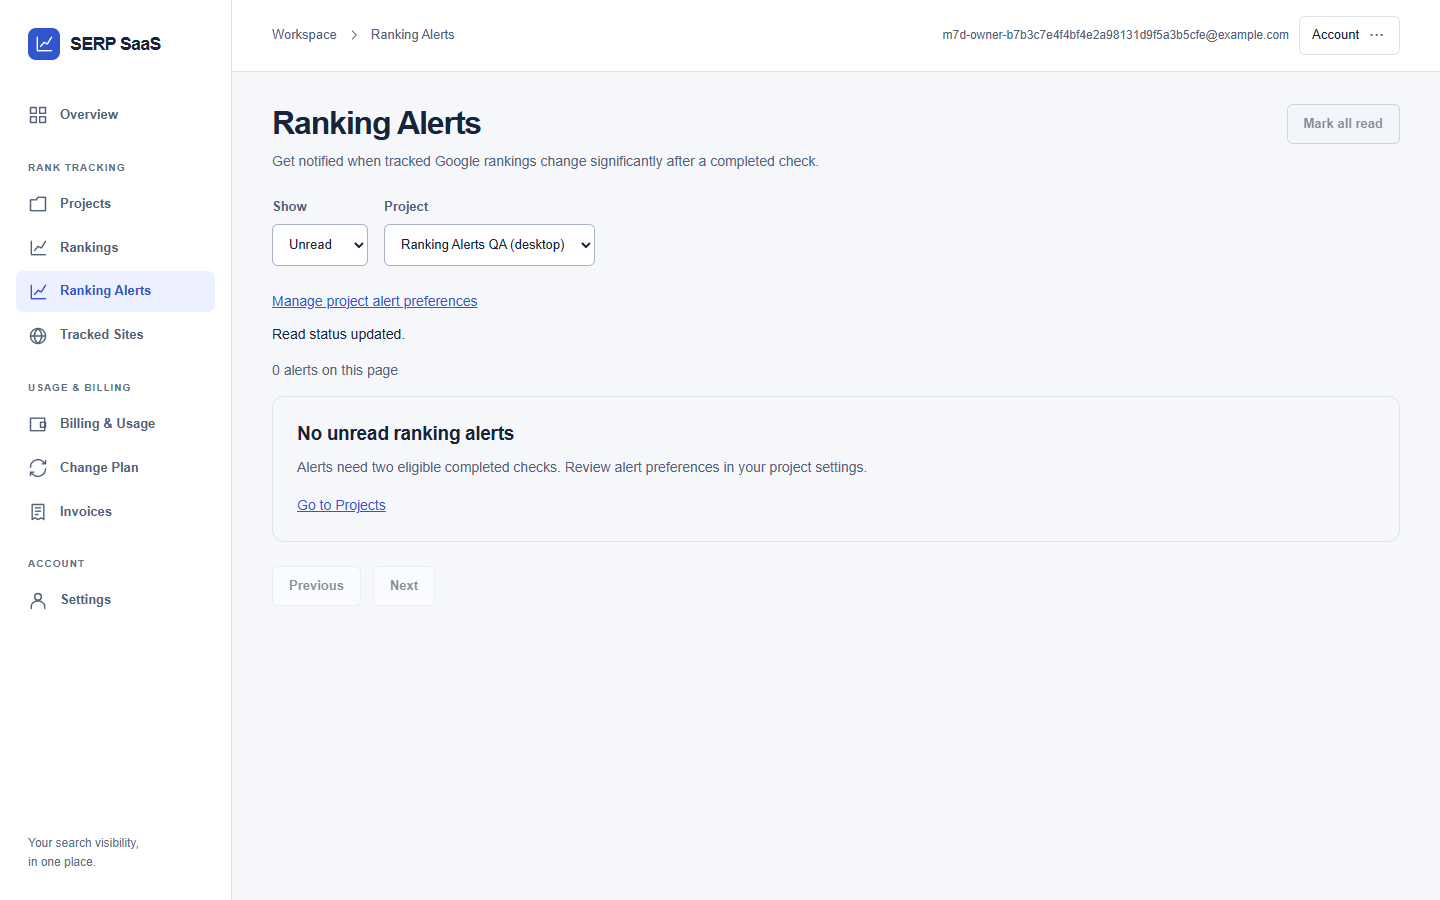 SERP SaaS
Overview
RANK TRACKING
Projects
Rankings
Ranking Alerts
Tracked Sites
USAGE & BILLING
Billing & Usage
Change Plan
Invoices
ACCOUNT
Settings
Your search visibility,
in one place.
Workspace > Ranking Alerts
m7d-owner-b7b3c7e4f4bf4e2a98131d9f5a3b5cfe@example.com
Account ···
Ranking Alerts
Mark all read
Get notified when tracked Google rankings change significantly after a completed check.
Show Project
Unread Ranking Alerts QA (desktop)
Manage project alert preferences
Read status updated.
0 alerts on this page
No unread ranking alerts
Alerts need two eligible completed checks. Review alert preferences in your project settings.
Go to Projects
Previous Next